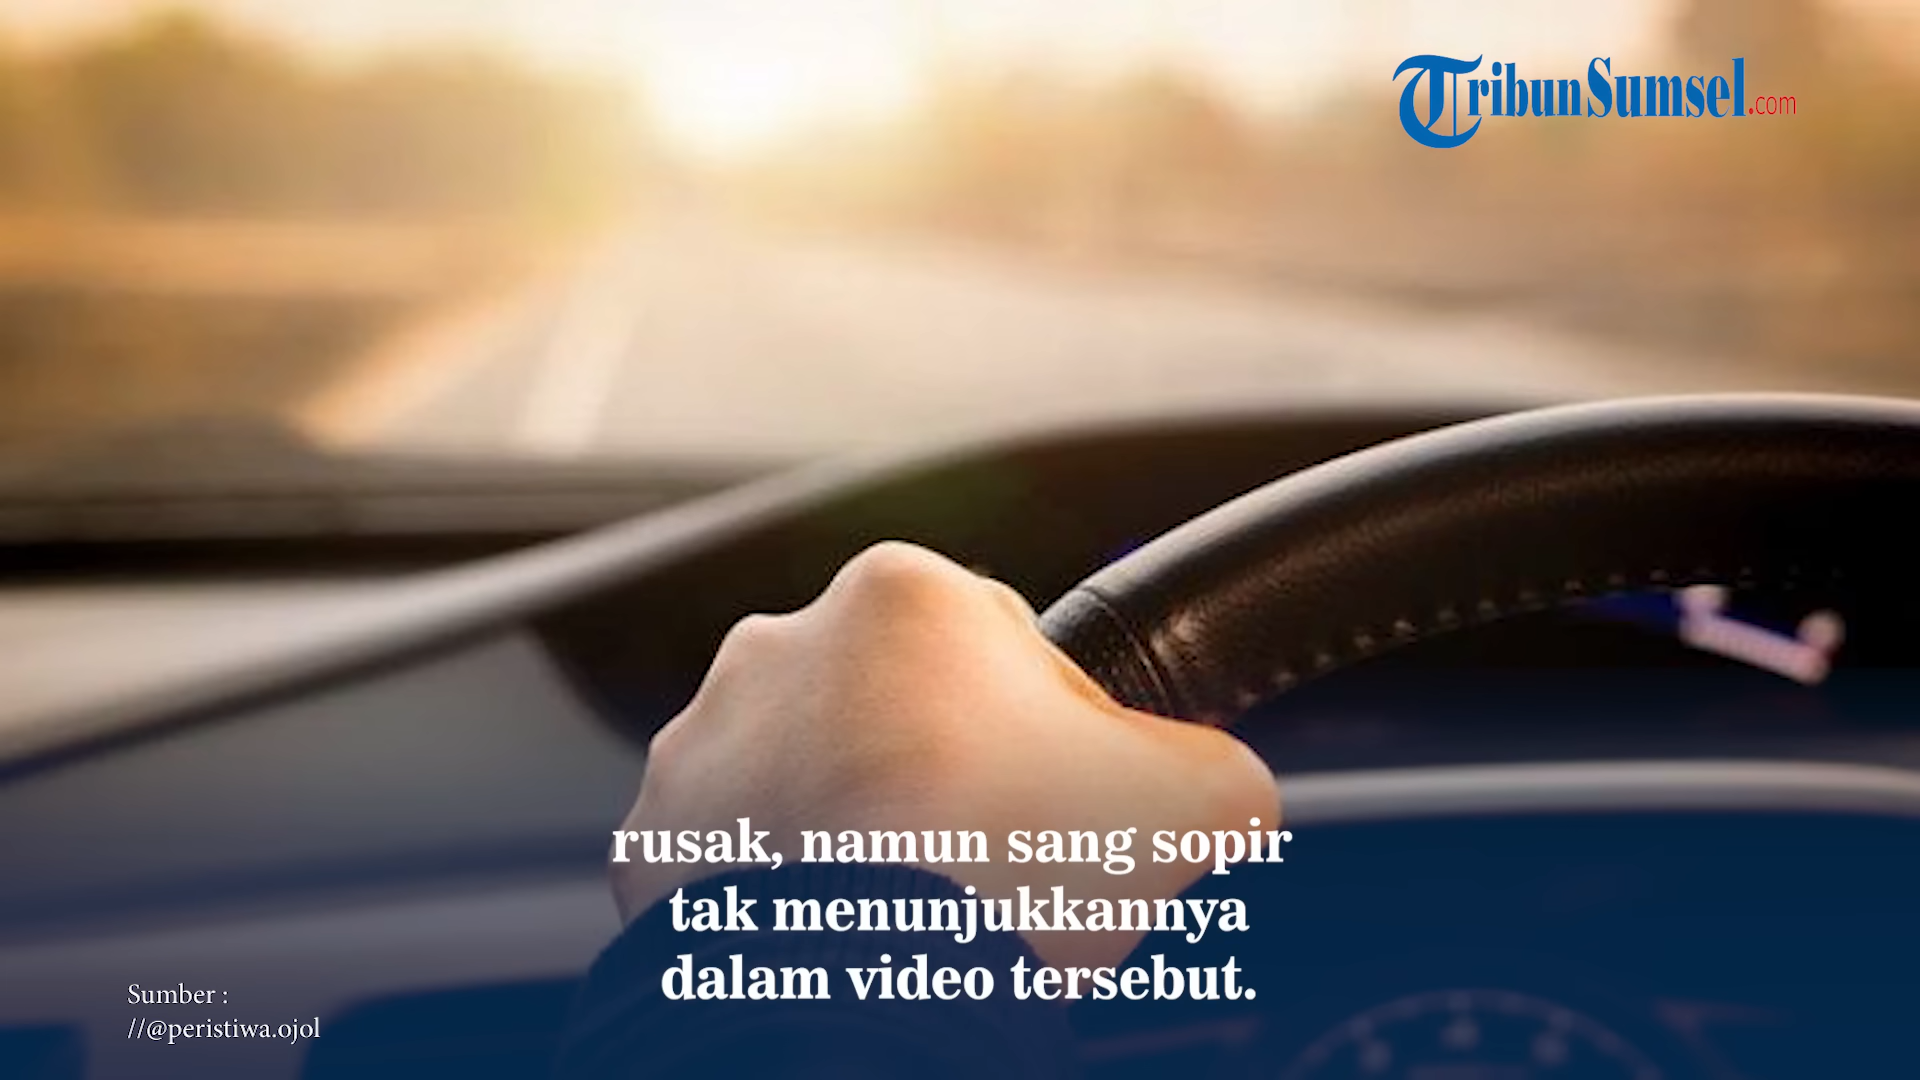 TribunSumsel.com
rusak, namun sang sopir
tak menunjukkannya
dalam video tersebut.
Sumber :
//@peristiwa.ojol